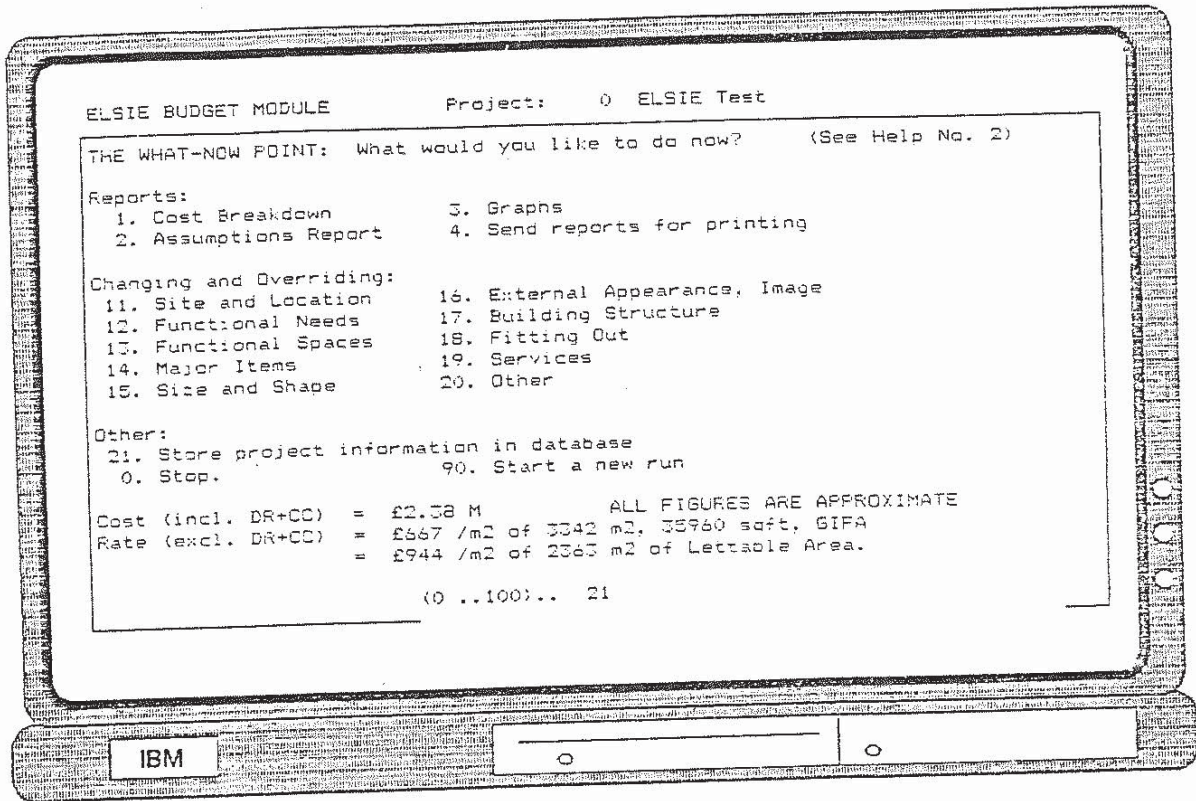 ELSIE BUDGET MODULE Project: 0 ELSIE Test
THE WHAT-NOW POINT: What would you like to do now? (See Help No. 2)
Reports:
1. Cost Breakdown 3. Graphs
2. Assumptions Report 4. Send reports for printing
Changing and Overriding:
11. Site and Location 16. External Appearance, Image
12. Functional Needs 17. Building Structure
13. Functional Spaces 18. Fitting Out
14. Major Items 19. Services
15. Size and Shape 20. Other
Other:
21. Store project information in database
0. Stop. 90. Start a new run
Cost (incl. DR+CC) = £2.38 M ALL FIGURES ARE APPROXIMATE
Rate (excl. DR+CC) = £667 /m2 of 3342 m2, 35960 sqft, GIFA
= £944 /m2 of 2363 m2 of Lettable Area.
(0 ..100).. 21
IBM